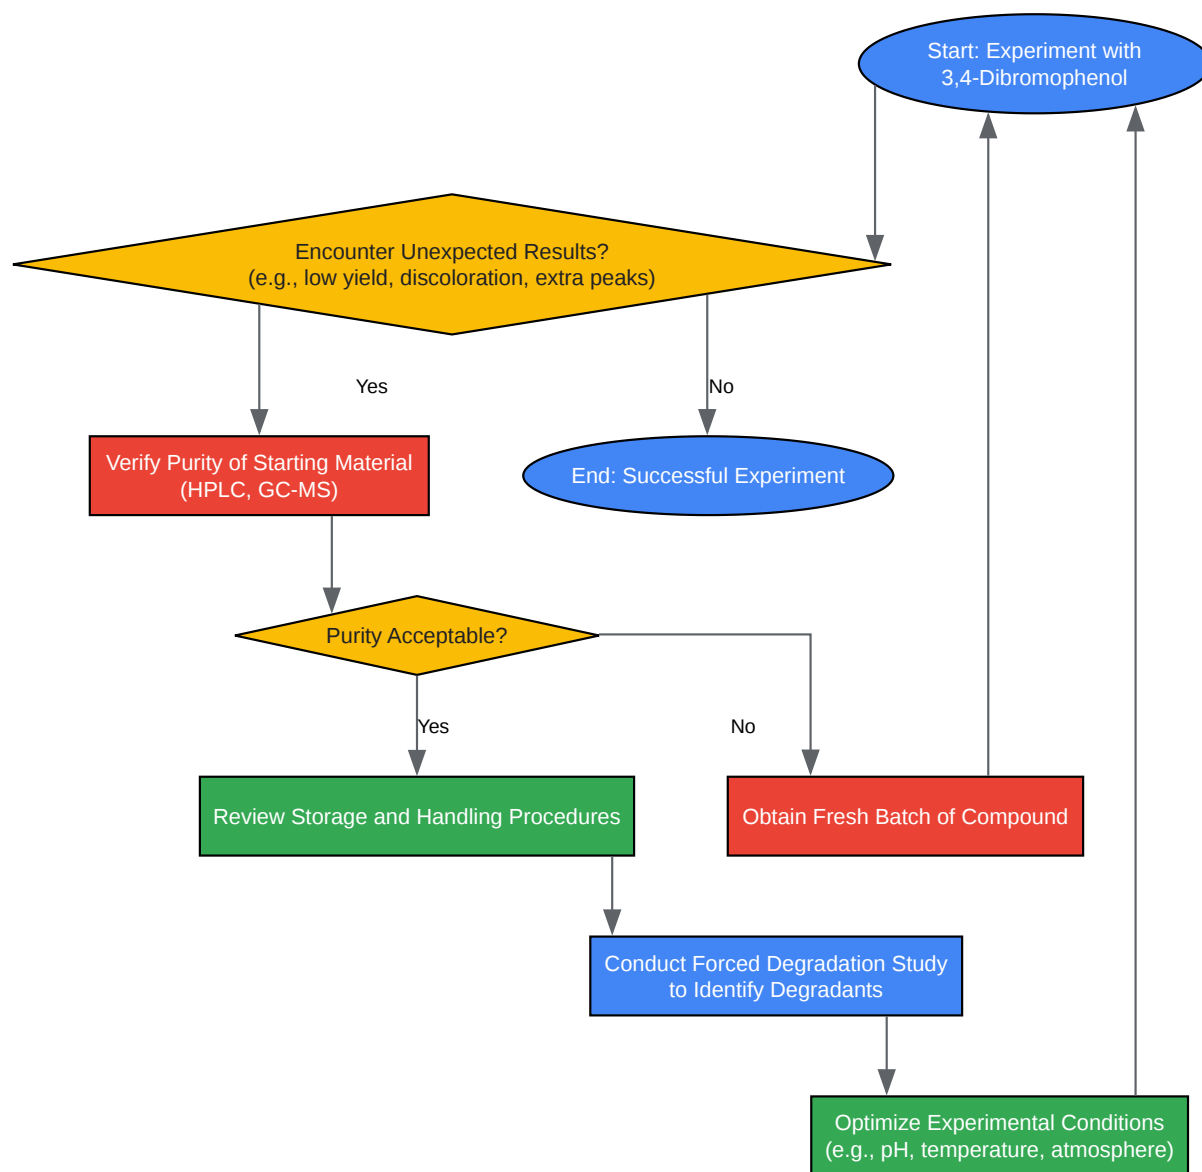 Start: Experiment with
3,4-Dibromophenol
Encounter Unexpected Results?
(e.g., low yield, discoloration, extra peaks)
Yes
No
Verify Purity of Starting Material
(HPLC, GC-MS)
End: Successful Experiment
Purity Acceptable?
Yes
No
Review Storage and Handling Procedures
Obtain Fresh Batch of Compound
Conduct Forced Degradation Study
to Identify Degradants
Optimize Experimental Conditions
(e.g., pH, temperature, atmosphere)